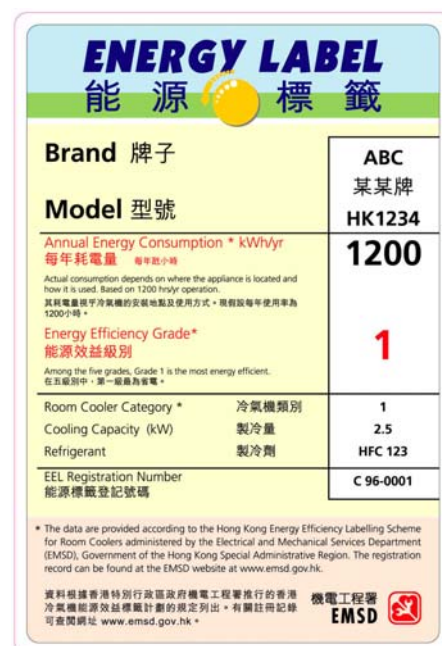 ENERGY LABEL
能源標籤
Brand 牌子
ABC
某某牌
Model 型號
HK1234
Annual Energy Consumption * kWh/yr
每年耗電量 每年瓩小時
1200
Actual consumption depends on where the appliance is located and
how it is used. Based on 1200 hrs/yr operation.
其耗電量視乎冷氣機的安裝地點及使用方式。現假設每年使用率為
1200小時。
Energy Efficiency Grade*
能源效益級別
1
Among the five grades, Grade 1 is the most energy efficient.
在五級別中，第一級最為省電。
Room Cooler Category * 冷氣機類別 1
Cooling Capacity (kW) 製冷量 2.5
Refrigerant 製冷劑 HFC 123
EEL Registration Number
能源標籤登記號碼
C 96-0001
* The data are provided according to the Hong Kong Energy Efficiency Labelling Scheme
for Room Coolers administered by the Electrical and Mechanical Services Department
(EMSD), Government of the Hong Kong Special Administrative Region. The registration
record can be found at the EMSD website at www.emsd.gov.hk.
資料根據香港特別行政區政府機電工程署推行的香港
冷氣機能源效益標籤計劃的規定列出。有關註冊記錄
可查閱網址 www.emsd.gov.hk。
機電工程署
EMSD